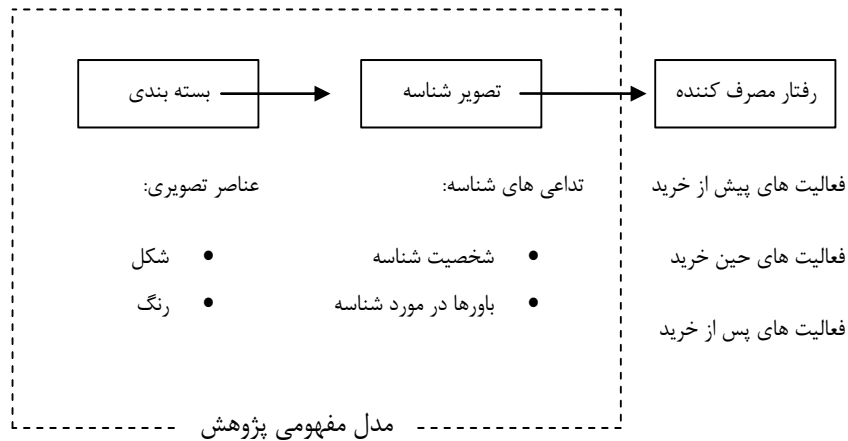 رفتار مصرف کننده
تصویر شناسه
بسته بندی
فعالیت های پیش از خرید
تداعی های شناسه:
عناصر تصویری:
فعالیت های حین خرید
• شخصیت شناسه
• شکل
• باورها در مورد شناسه
• رنگ
فعالیت های پس از خرید
مدل مفهومی پژوهش